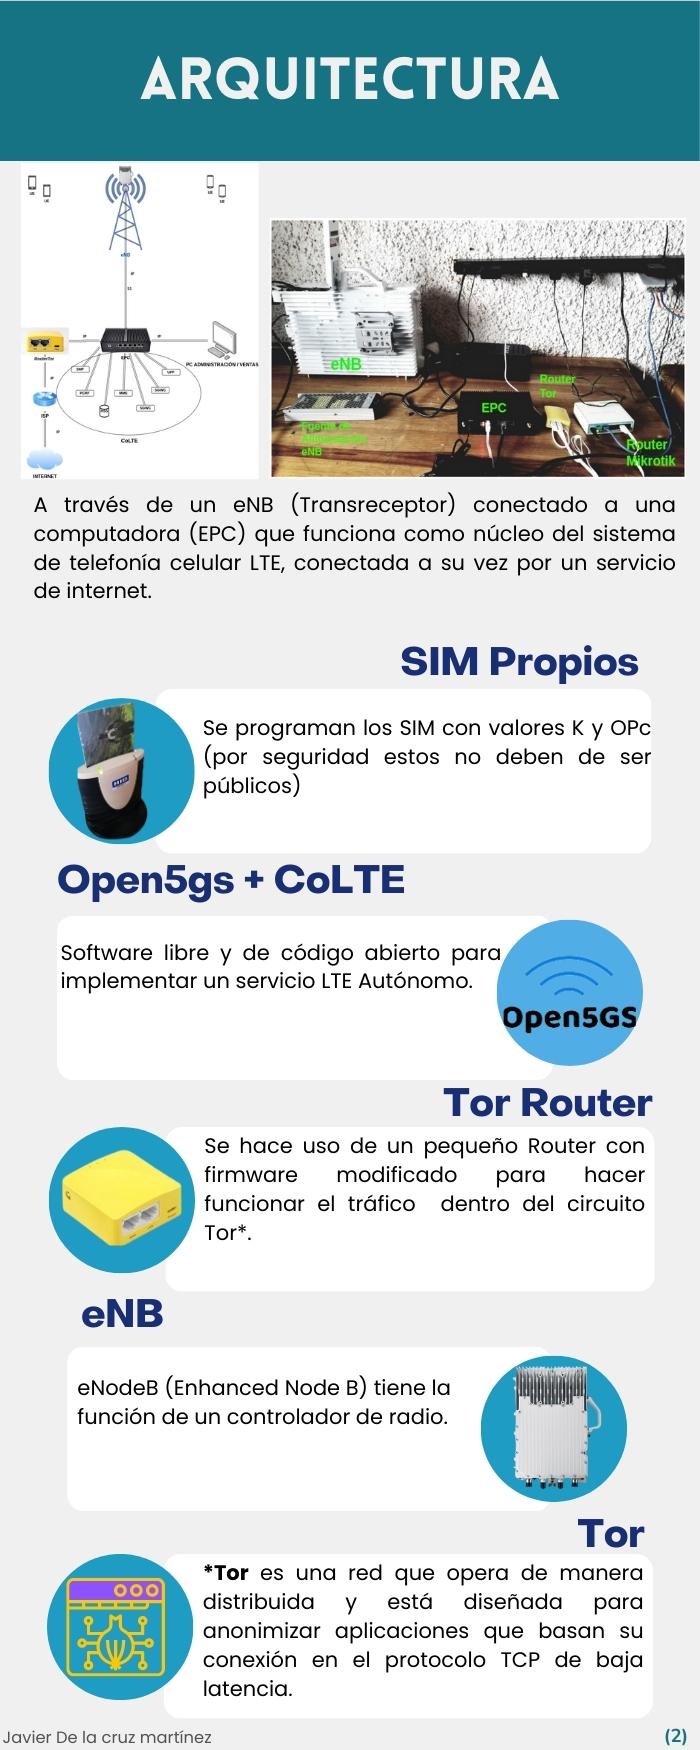 ARQUITECTURA
UE
UE
UE
UE
eNB
IP
S1
RouterTor
IP
IP
EPC
PC ADMINISTRACIÓN / VENTAS
IP
ISP
IP
INTERNET
SWP
PCRF
HSS
MME
SGWC
SGWU
UPF
CoLTE
eNB
Fuente de
Alimentación
eNB
EPC
Router
Tor
Router
Mikrotik
A través de un eNB (Transreceptor) conectado a una
computadora (EPC) que funciona como núcleo del sistema
de telefonía celular LTE, conectada a su vez por un servicio
de internet.
SIM Propios
Se programan los SIM con valores K y OPc
(por seguridad estos no deben de ser
públicos)
Open5gs + CoLTE
Software libre y de código abierto para
implementar un servicio LTE Autónomo.
Open5GS
Tor Router
Se hace uso de un pequeño Router con
firmware modificado para hacer
funcionar el tráfico dentro del circuito
Tor*.
eNB
eNodeB (Enhanced Node B) tiene la
función de un controlador de radio.
Tor
*Tor es una red que opera de manera
distribuida y está diseñada para
anonimizar aplicaciones que basan su
conexión en el protocolo TCP de baja
latencia.
Javier De la cruz martínez
(2)